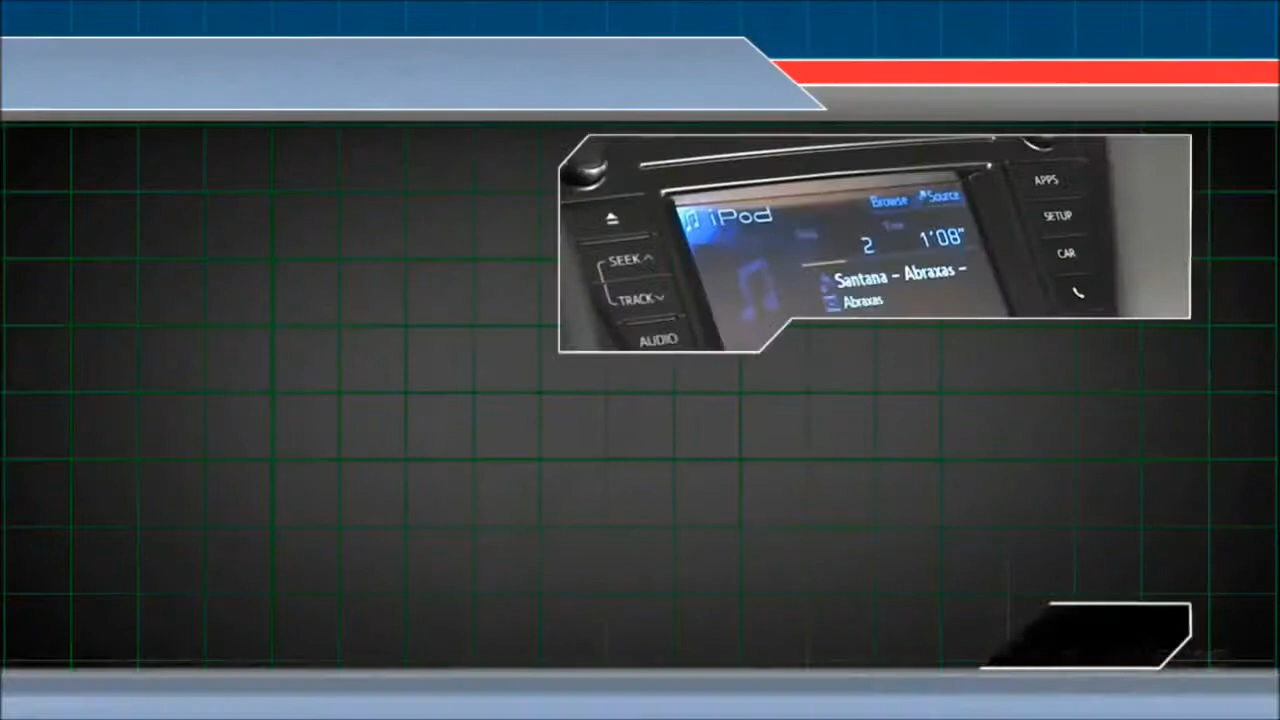 APPS
iPod Browse Source
SETUP
2 1'08"
SEEK
CAR
Santana - Abraxas -
TRACK
Abraxas
AUDIO